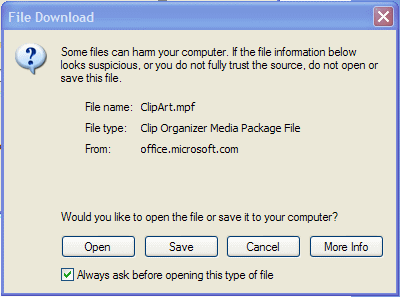 File Download
Some files can harm your computer. If the file information below
looks suspicious, or you do not fully trust the source, do not open or
save this file.
File name: ClipArt.mpf
File type: Clip Organizer Media Package File
From: office.microsoft.com
Would you like to open the file or save it to your computer?
Open Save Cancel More Info
Always ask before opening this type of file